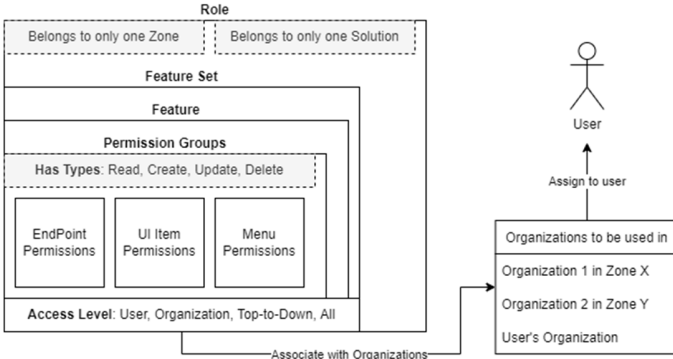 Role
Belongs to only one Zone
Belongs to only one Solution
Feature Set
Feature
Permission Groups
Has Types: Read, Create, Update, Delete
EndPoint
Permissions
UI Item
Permissions
Menu
Permissions
Access Level: User, Organization, Top-to-Down, All
Associate with Organizations
User
Assign to user
Organizations to be used in
Organization 1 in Zone X
Organization 2 in Zone Y
User's Organization